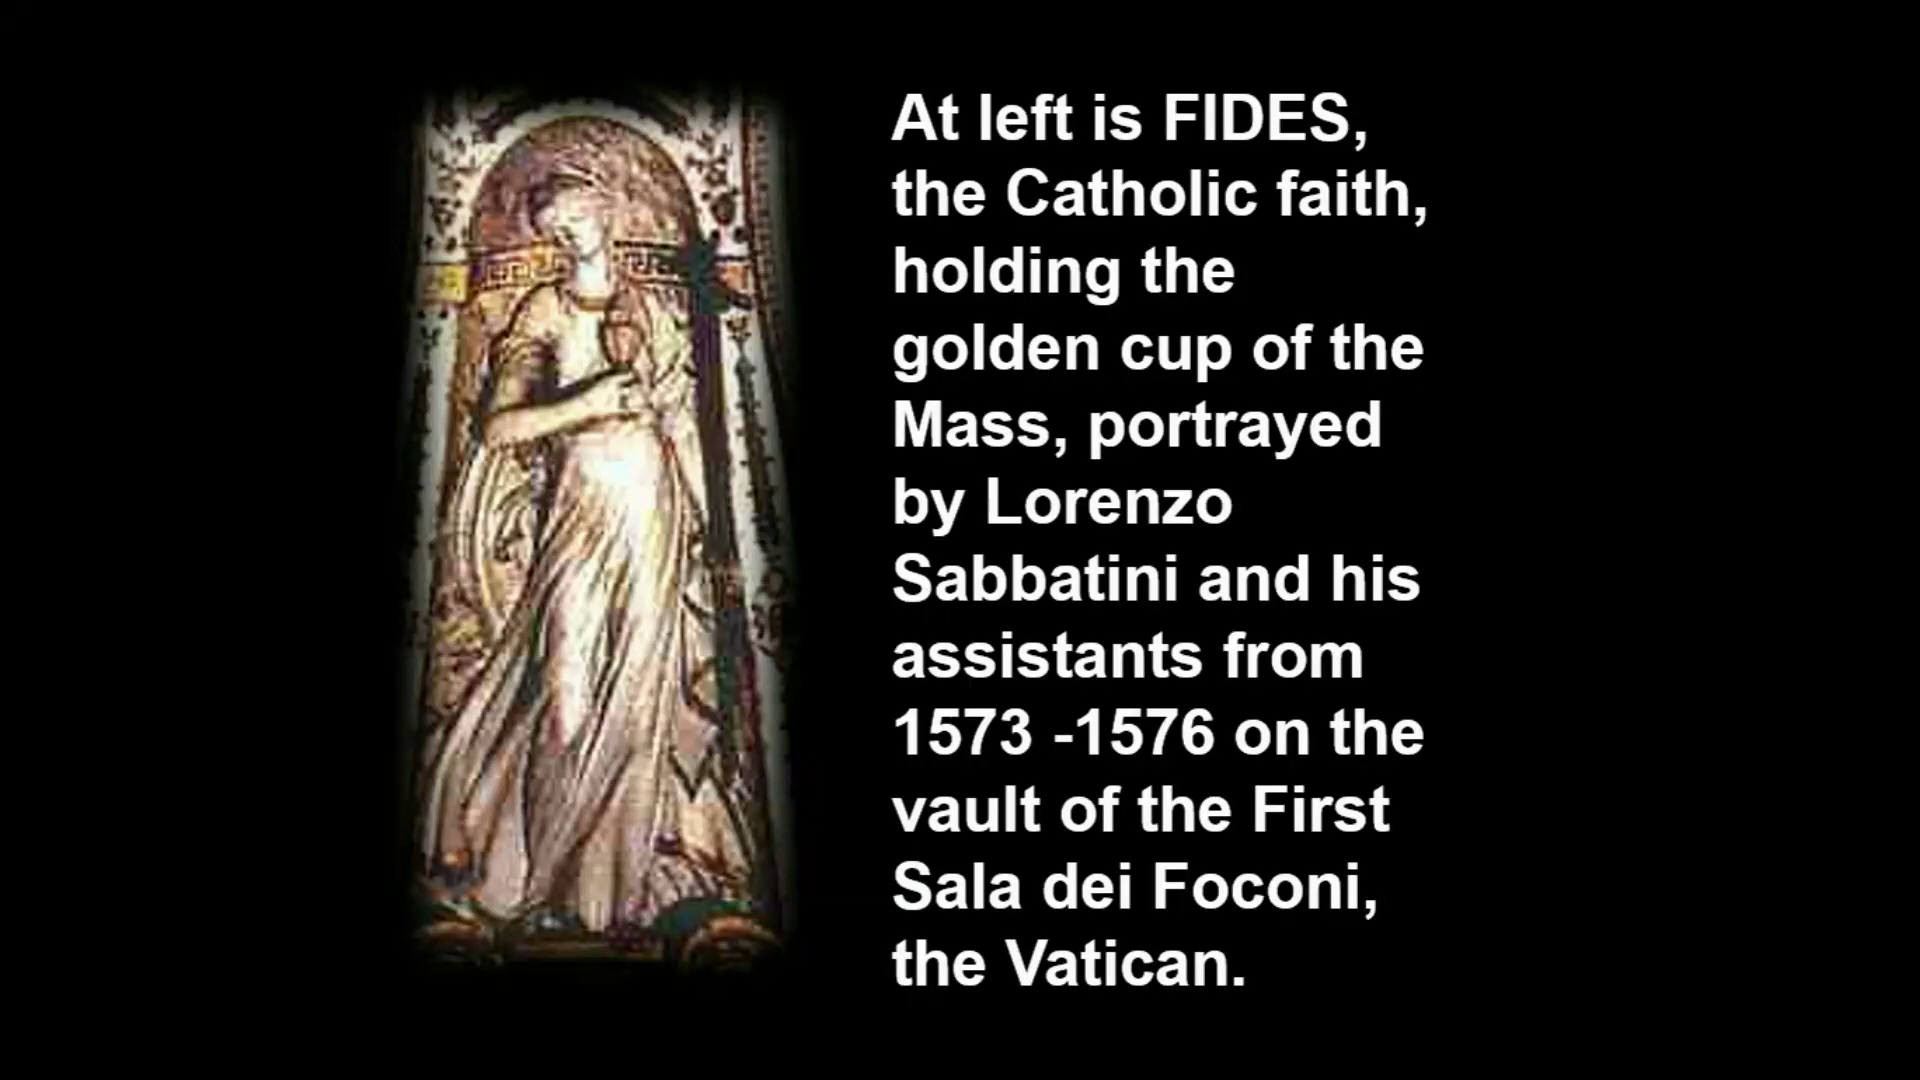 At left is FIDES,
the Catholic faith,
holding the
golden cup of the
Mass, portrayed
by Lorenzo
Sabbatini and his
assistants from
1573 -1576 on the
vault of the First
Sala dei Foconi,
the Vatican.